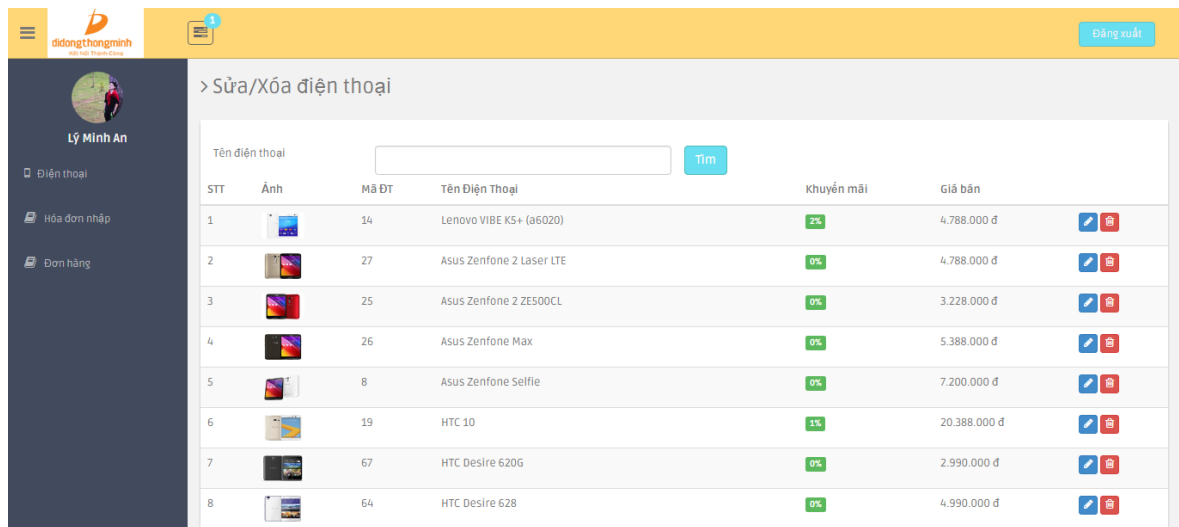 didongthongminh
Kết Nối Thành Công
1
Đăng xuất
Lý Minh An
Điện thoại
Hóa đơn nhập
Đơn hàng
> Sửa/Xóa điện thoại
Tên điện thoại
Tìm
STT Ảnh Mã ĐT Tên Điện Thoại Khuyến mãi Giá bán
1 14 Lenovo VIBE K5+ (a6020) 2% 4.788.000 đ
2 27 Asus Zenfone 2 Laser LTE 0% 4.788.000 đ
3 25 Asus Zenfone 2 ZE500CL 0% 3.228.000 đ
4 26 Asus Zenfone Max 0% 5.388.000 đ
5 8 Asus Zenfone Selfie 0% 7.200.000 đ
6 19 HTC 10 1% 20.388.000 đ
7 67 HTC Desire 620G 0% 2.990.000 đ
8 64 HTC Desire 628 0% 4.990.000 đ